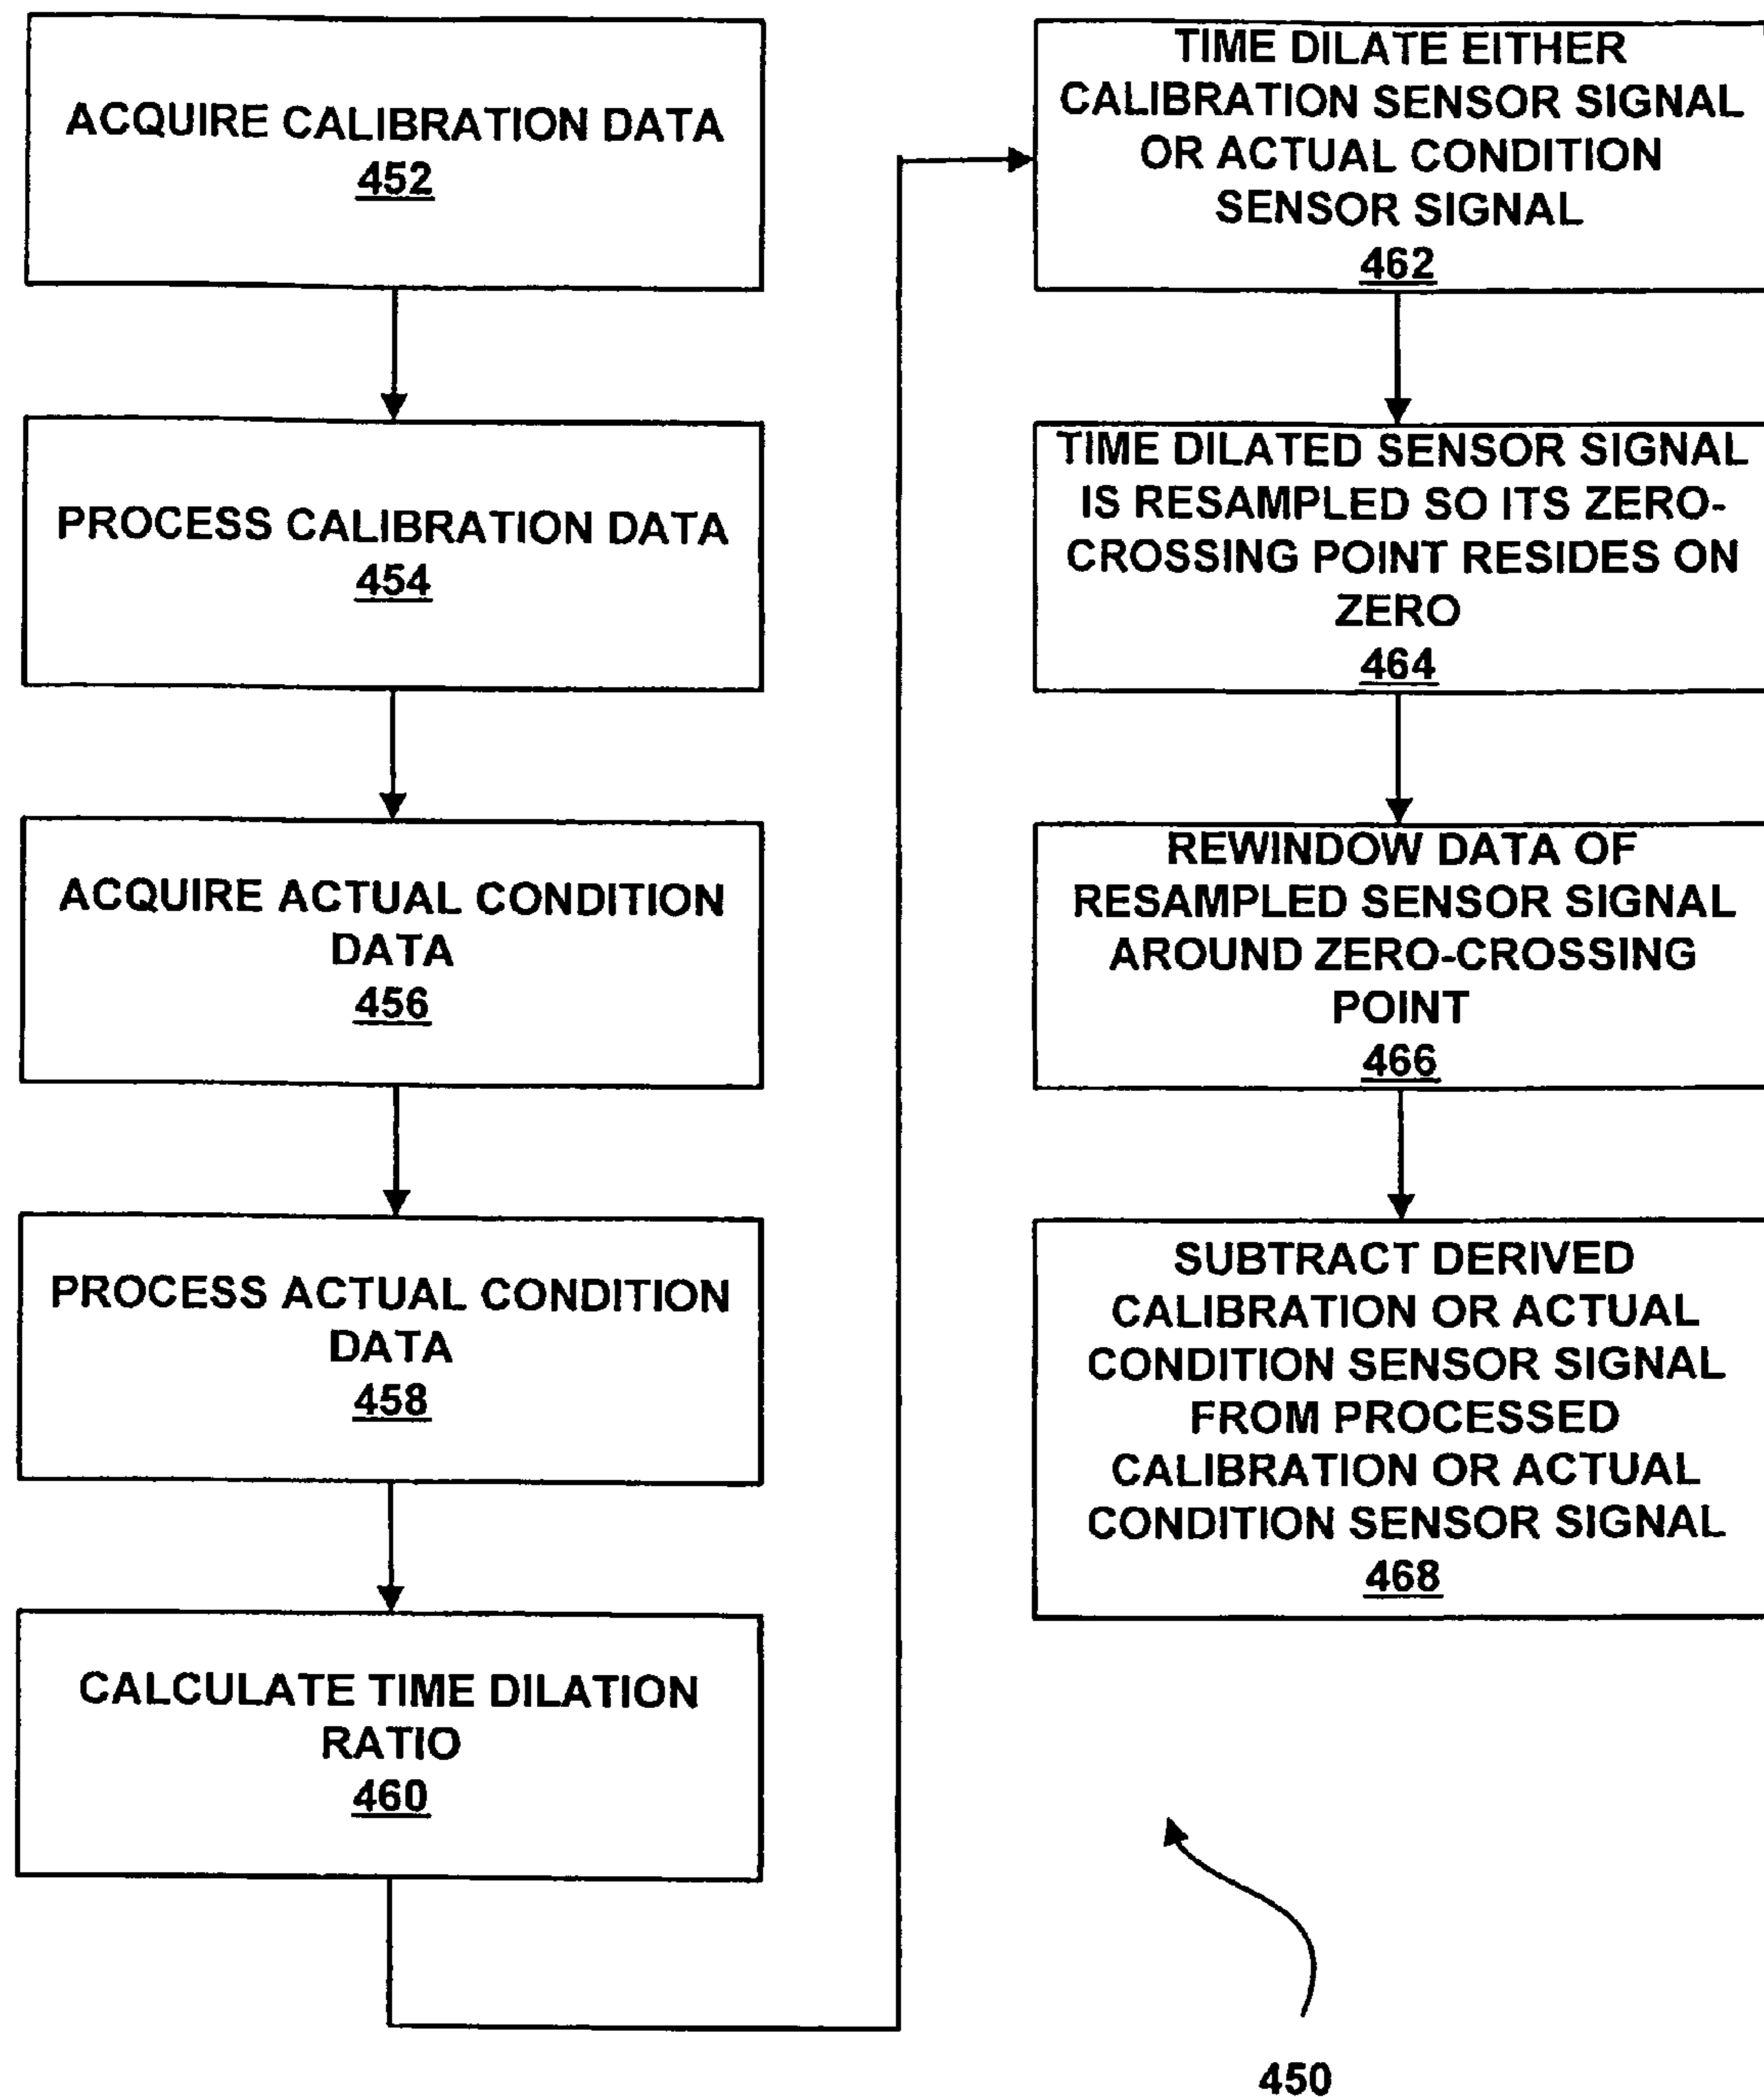 ACQUIRE CALIBRATION DATA
452
PROCESS CALIBRATION DATA
454
ACQUIRE ACTUAL CONDITION
DATA
456
PROCESS ACTUAL CONDITION
DATA
458
CALCULATE TIME DILATION
RATIO
460
TIME DILATE EITHER
CALIBRATION SENSOR SIGNAL
OR ACTUAL CONDITION
SENSOR SIGNAL
462
TIME DILATED SENSOR SIGNAL
IS RESAMPLED SO ITS ZERO-
CROSSING POINT RESIDES ON
ZERO
464
REWINDOW DATA OF
RESAMPLED SENSOR SIGNAL
AROUND ZERO-CROSSING
POINT
466
SUBTRACT DERIVED
CALIBRATION OR ACTUAL
CONDITION SENSOR SIGNAL
FROM PROCESSED
CALIBRATION OR ACTUAL
CONDITION SENSOR SIGNAL
468
450